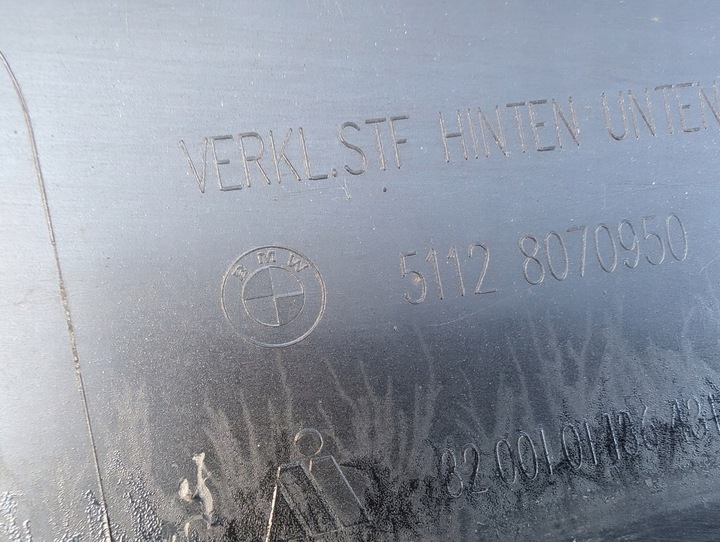 VERKL.STF HINTEN UNTEN
BMW
5112 8070950